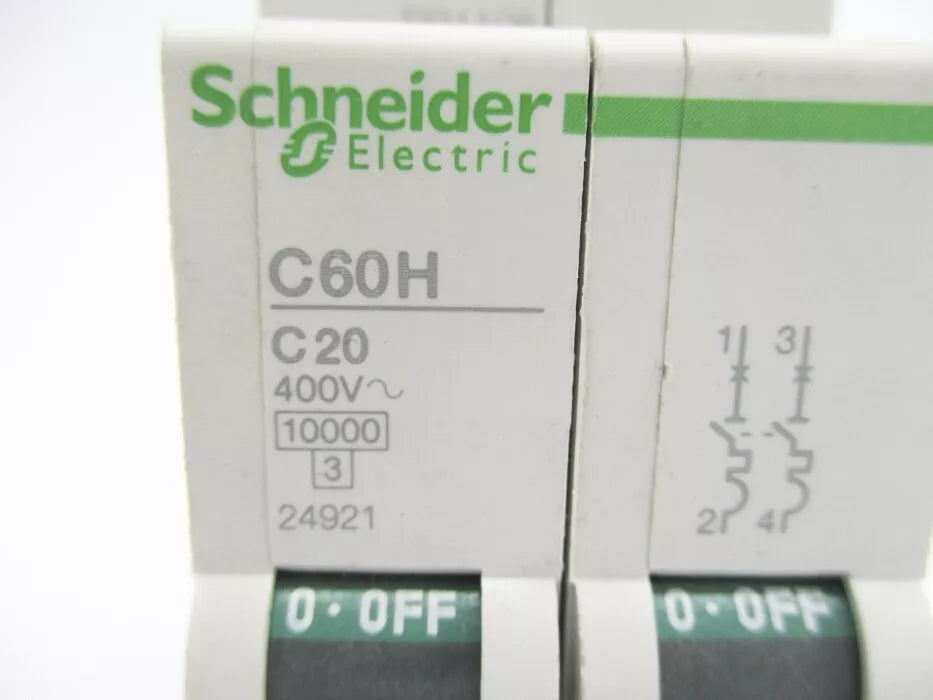 Schneider
Electric
C60H
C20
400V~
10000
3
24921
1 3
2 4
0·OFF
0·OFF